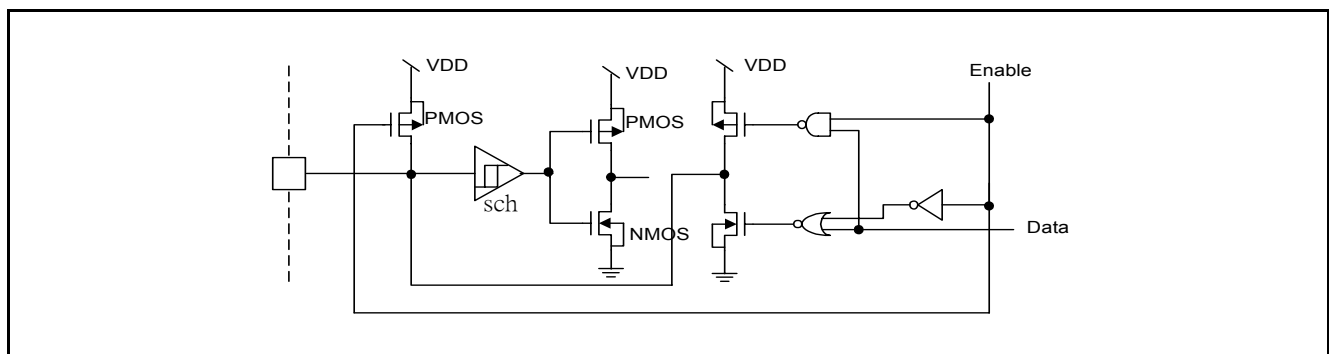 VDD
VDD
VDD
Enable
PMOS
PMOS
sch
NMOS
Data